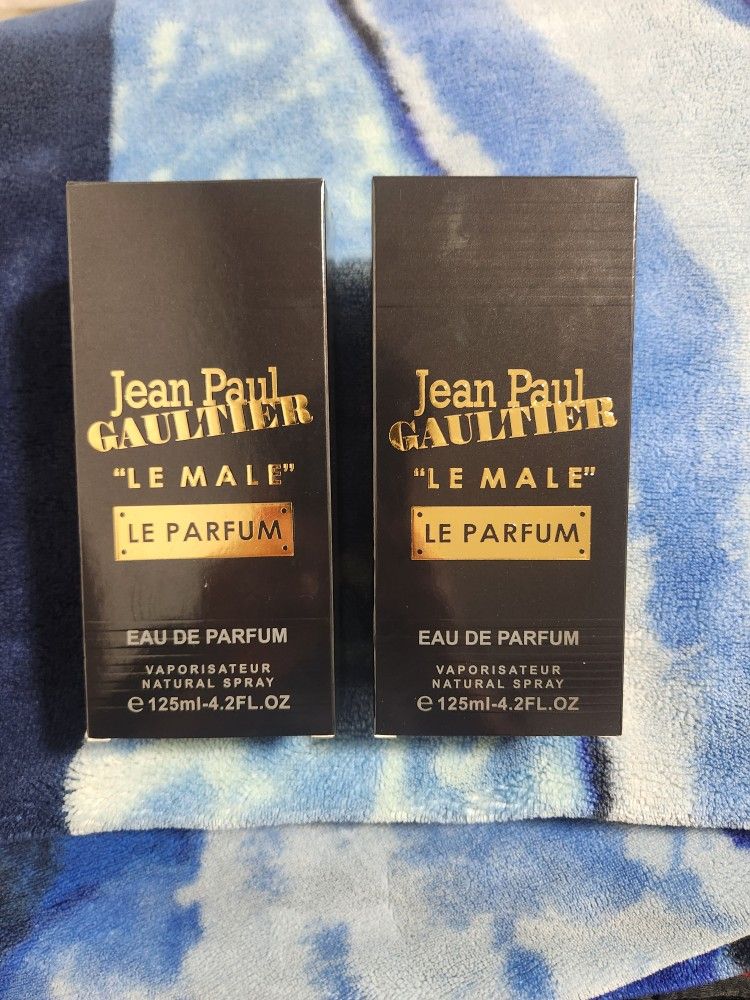 Jean Paul
GAULTIER
"LE MALE"
LE PARFUM
EAU DE PARFUM
VAPORISATEUR
NATURAL SPRAY
e 125ml-4.2FL.OZ
Jean Paul
GAULTIER
"LE MALE"
LE PARFUM
EAU DE PARFUM
VAPORISATEUR
NATURAL SPRAY
e 125ml-4.2FL.OZ